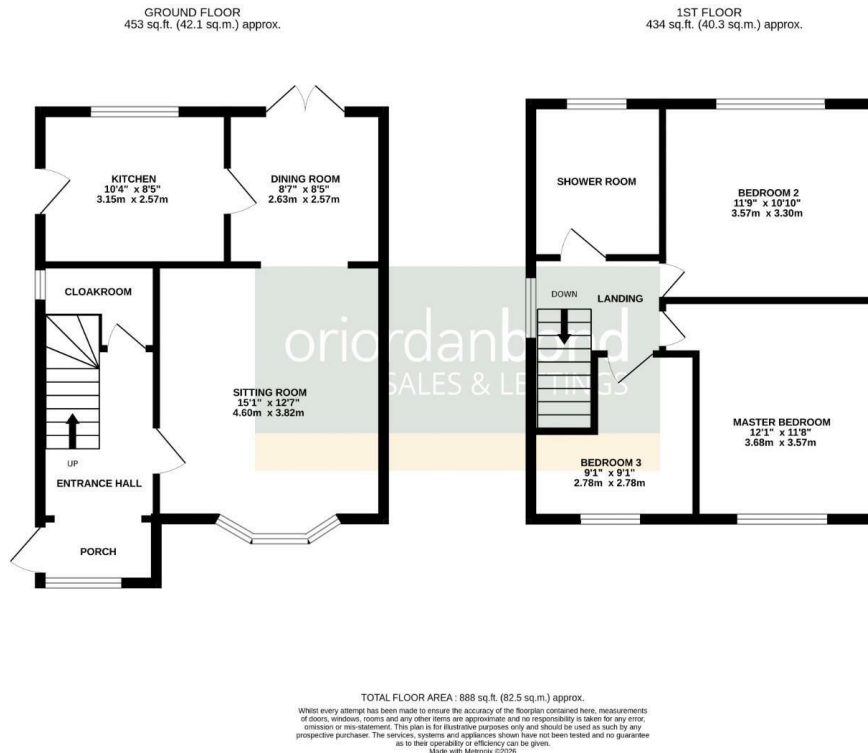 GROUND FLOOR
453 sq.ft. (42.1 sq.m.) approx.
KITCHEN
10'4" x 8'5"
3.15m x 2.57m
DINING ROOM
8'7" x 8'5"
2.63m x 2.57m
CLOAKROOM
SITTING ROOM
15'1" x 12'7"
4.60m x 3.82m
UP
ENTRANCE HALL
PORCH
1ST FLOOR
434 sq.ft. (40.3 sq.m.) approx.
SHOWER ROOM
BEDROOM 2
11'9" x 10'10"
3.57m x 3.30m
DOWN
LANDING
MASTER BEDROOM
12'1" x 11'8"
3.68m x 3.57m
BEDROOM 3
9'1" x 9'1"
2.78m x 2.78m
oriordanbond
SALES & LETTINGS
TOTAL FLOOR AREA : 888 sq.ft. (82.5 sq.m.) approx.
Whilst every attempt has been made to ensure the accuracy of the floorplan contained here, measurements
of doors, windows, rooms and any other items are approximate and no responsibility is taken for any error,
omission or mis-statement. This plan is for illustrative purposes only and should be used as such by any
prospective purchaser. The services, systems and appliances shown have not been tested and no guarantee
as to their operability or efficiency can be given.
Made with Metropix ©2026